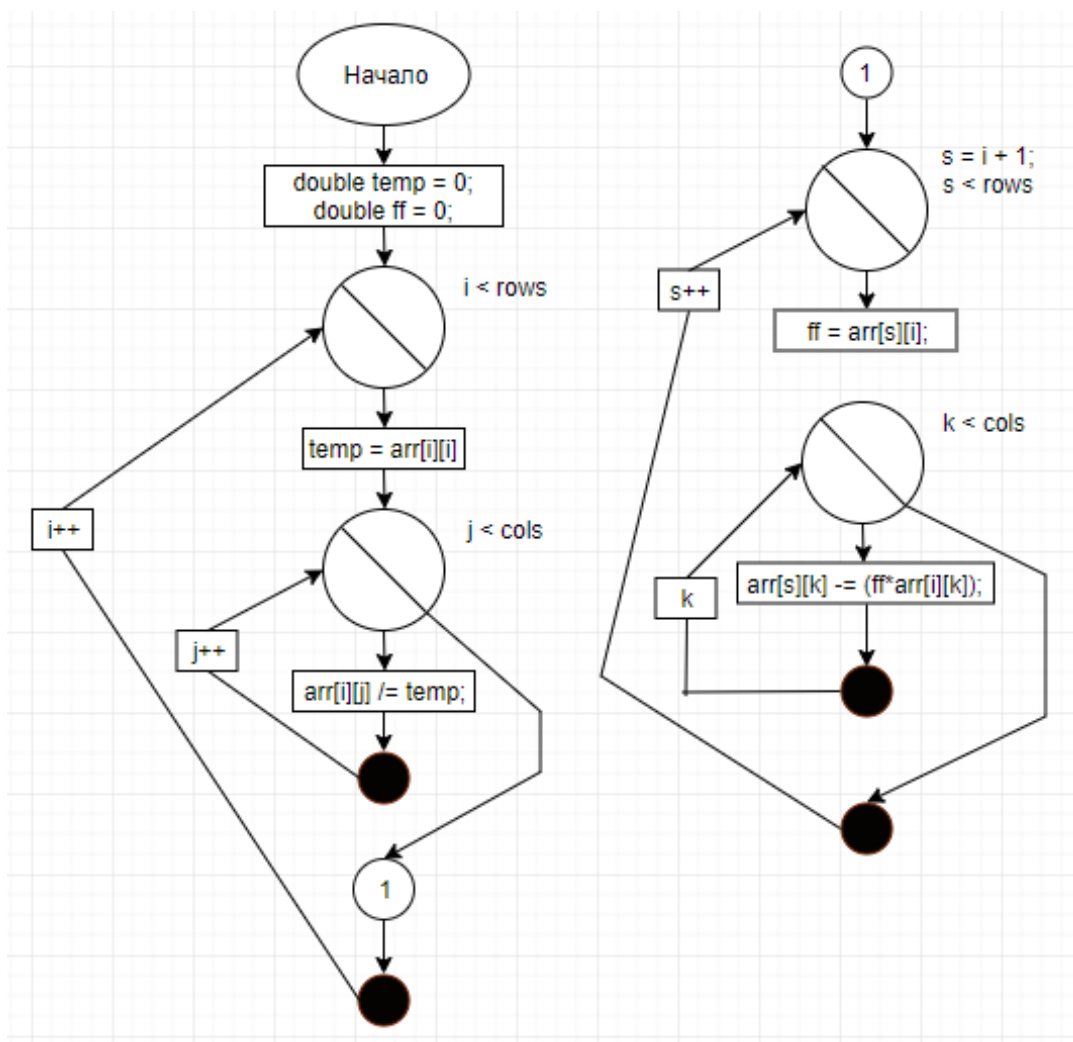 Начало
double temp = 0;
double ff = 0;
i < rows
temp = arr[i][i]
i++
j < cols
j++
arr[i][j] /= temp;
1
1
s = i + 1;
s < rows
s++
ff = arr[s][i];
k < cols
k
arr[s][k] -= (ff*arr[i][k]);